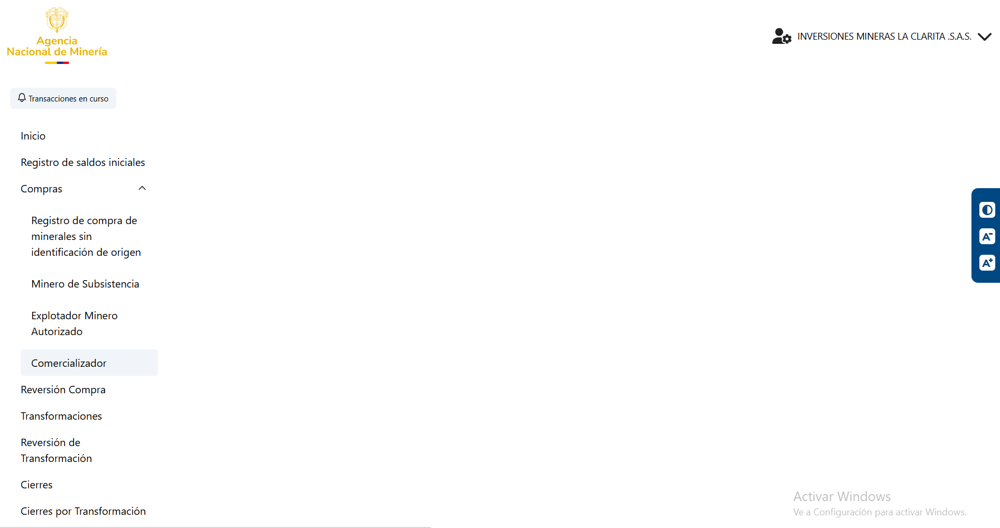 Agencia
Nacional de Minería
INVERSIONES MINERAS LA CLARITA .S.A.S.
Transacciones en curso
Inicio
Registro de saldos iniciales
Compras
Registro de compra de
minerales sin
identificación de origen
Minero de Subsistencia
Explotador Minero
Autorizado
Comercializador
Reversión Compra
Transformaciones
Reversión de
Transformación
Cierres
Cierres por Transformación
A-
A+
Activar Windows
Ve a Configuración para activar Windows.